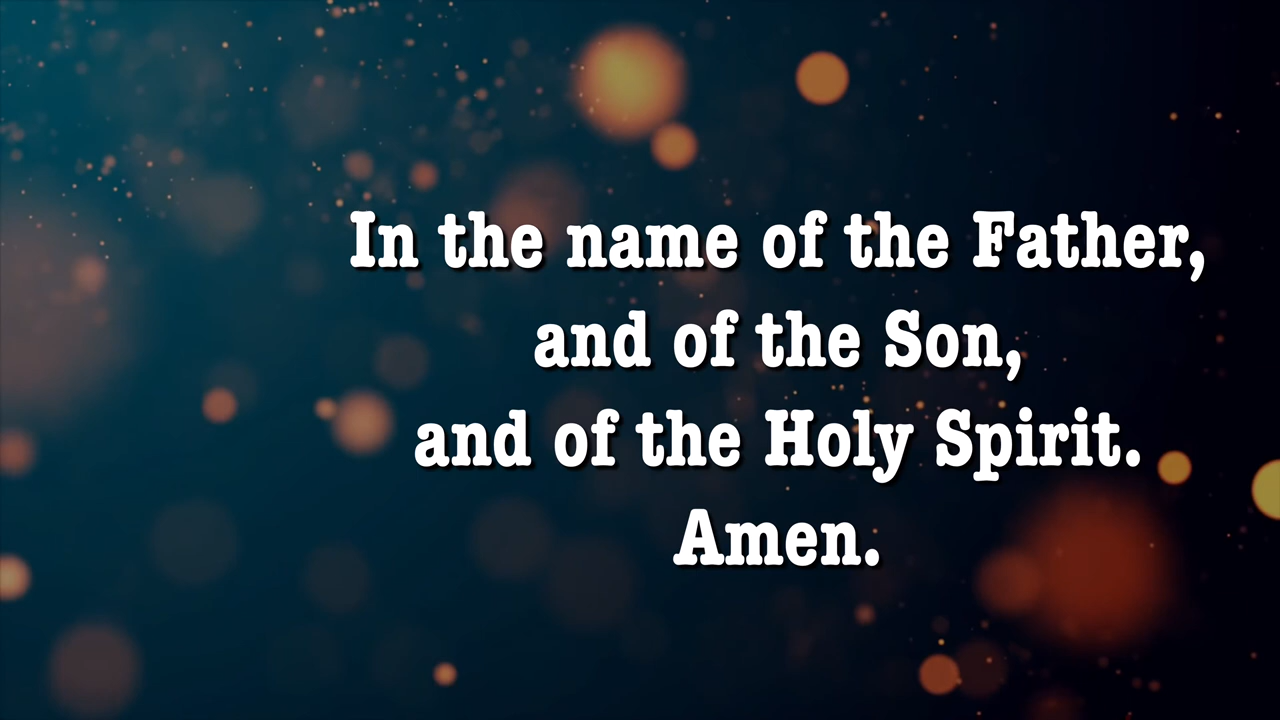 In the name of the Father,
and of the Son,
and of the Holy Spirit.
Amen.